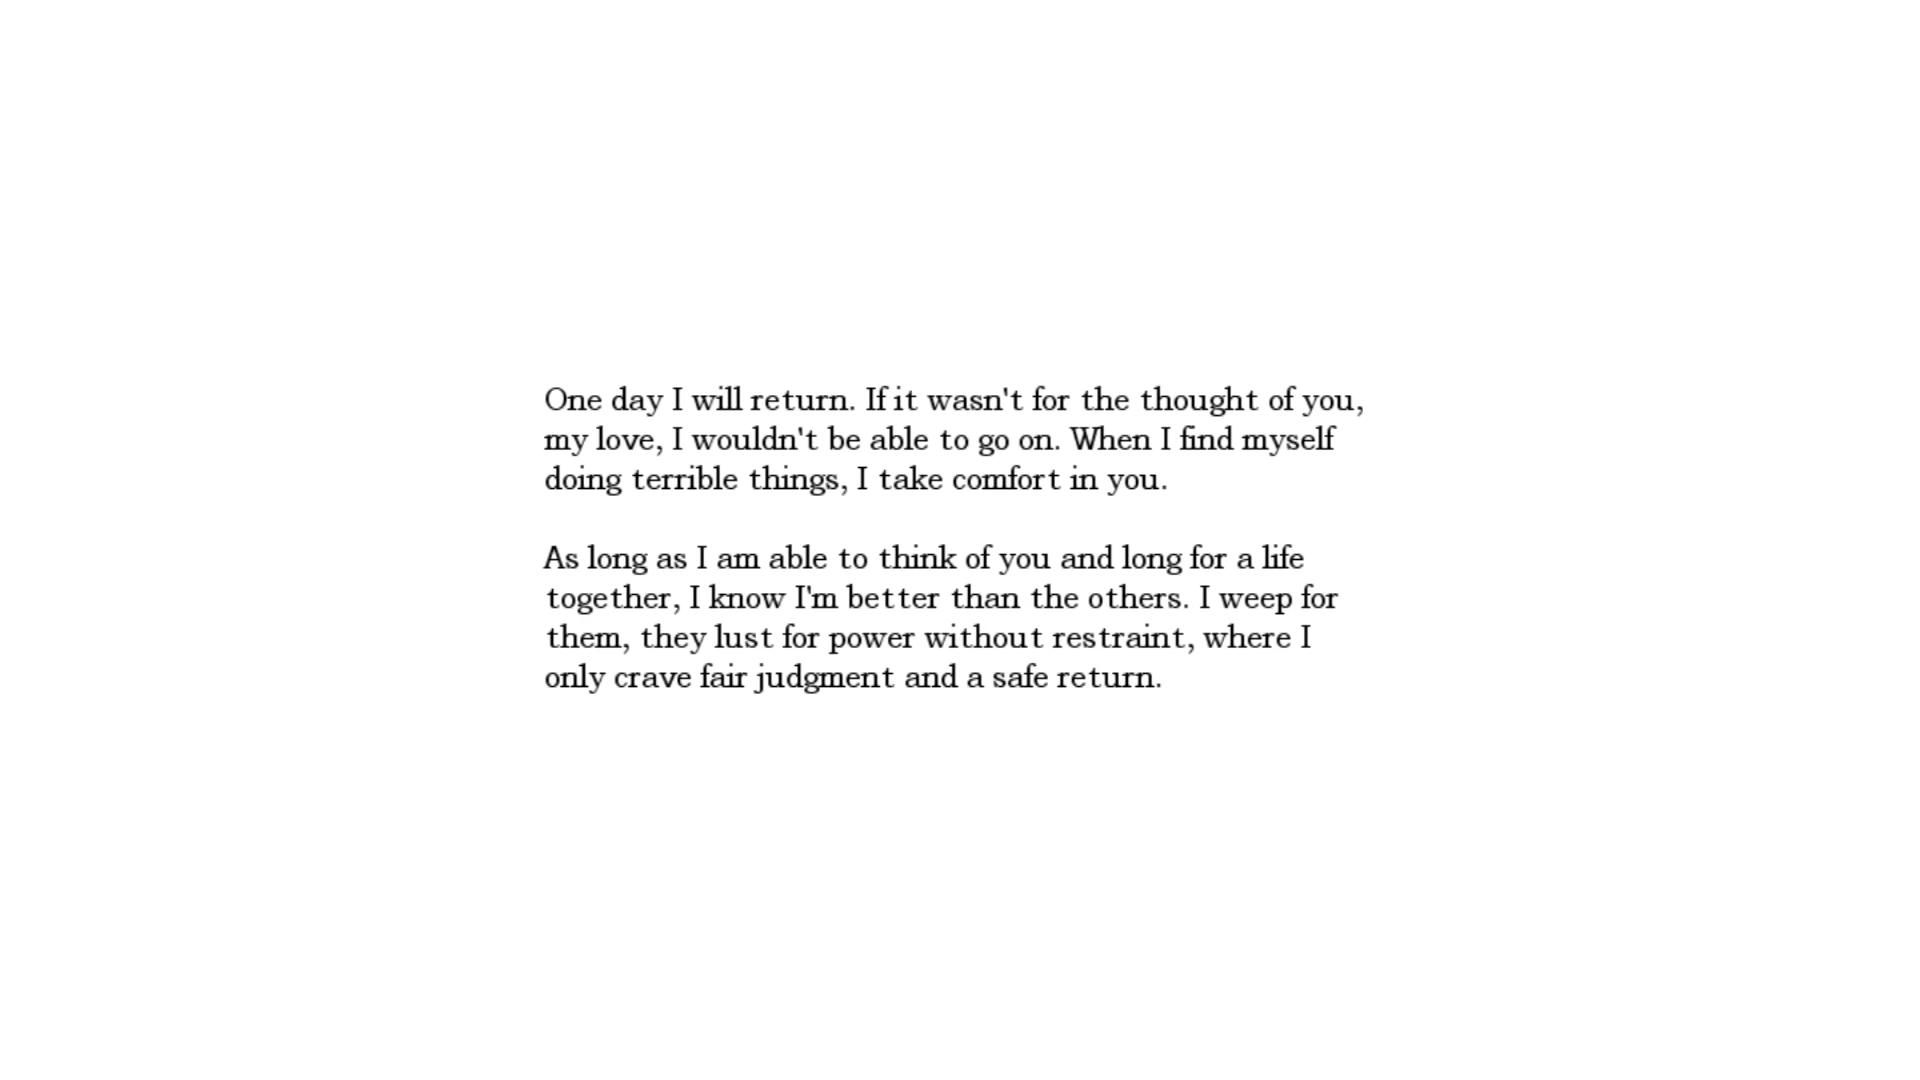 One day I will return. If it wasn't for the thought of you,
my love, I wouldn't be able to go on. When I find myself
doing terrible things, I take comfort in you.
As long as I am able to think of you and long for a life
together, I know I'm better than the others. I weep for
them, they lust for power without restraint, where I
only crave fair judgment and a safe return.